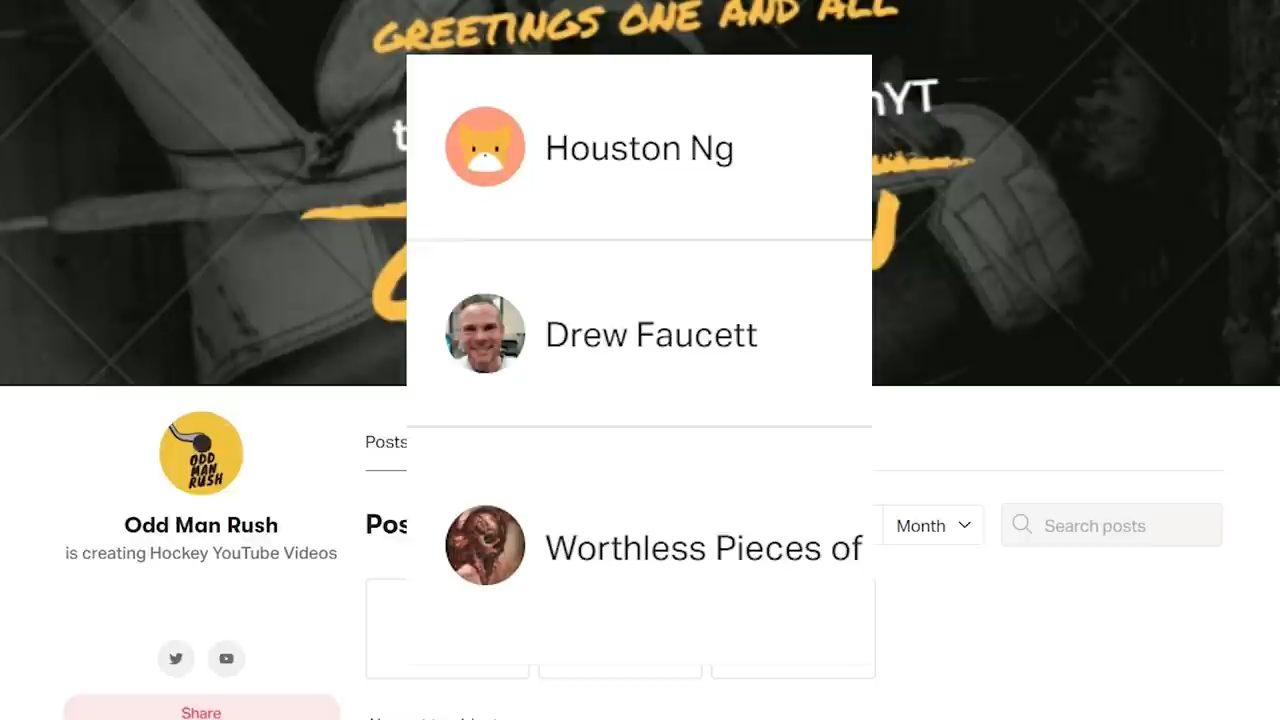 GREETINGS ONE AND ALL
t
nYT
Houston Ng
Drew Faucett
Worthless Pieces of
ODD
MAN
RUSH
Odd Man Rush
is creating Hockey YouTube Videos
Share
Posts
Pos
Month
Search posts